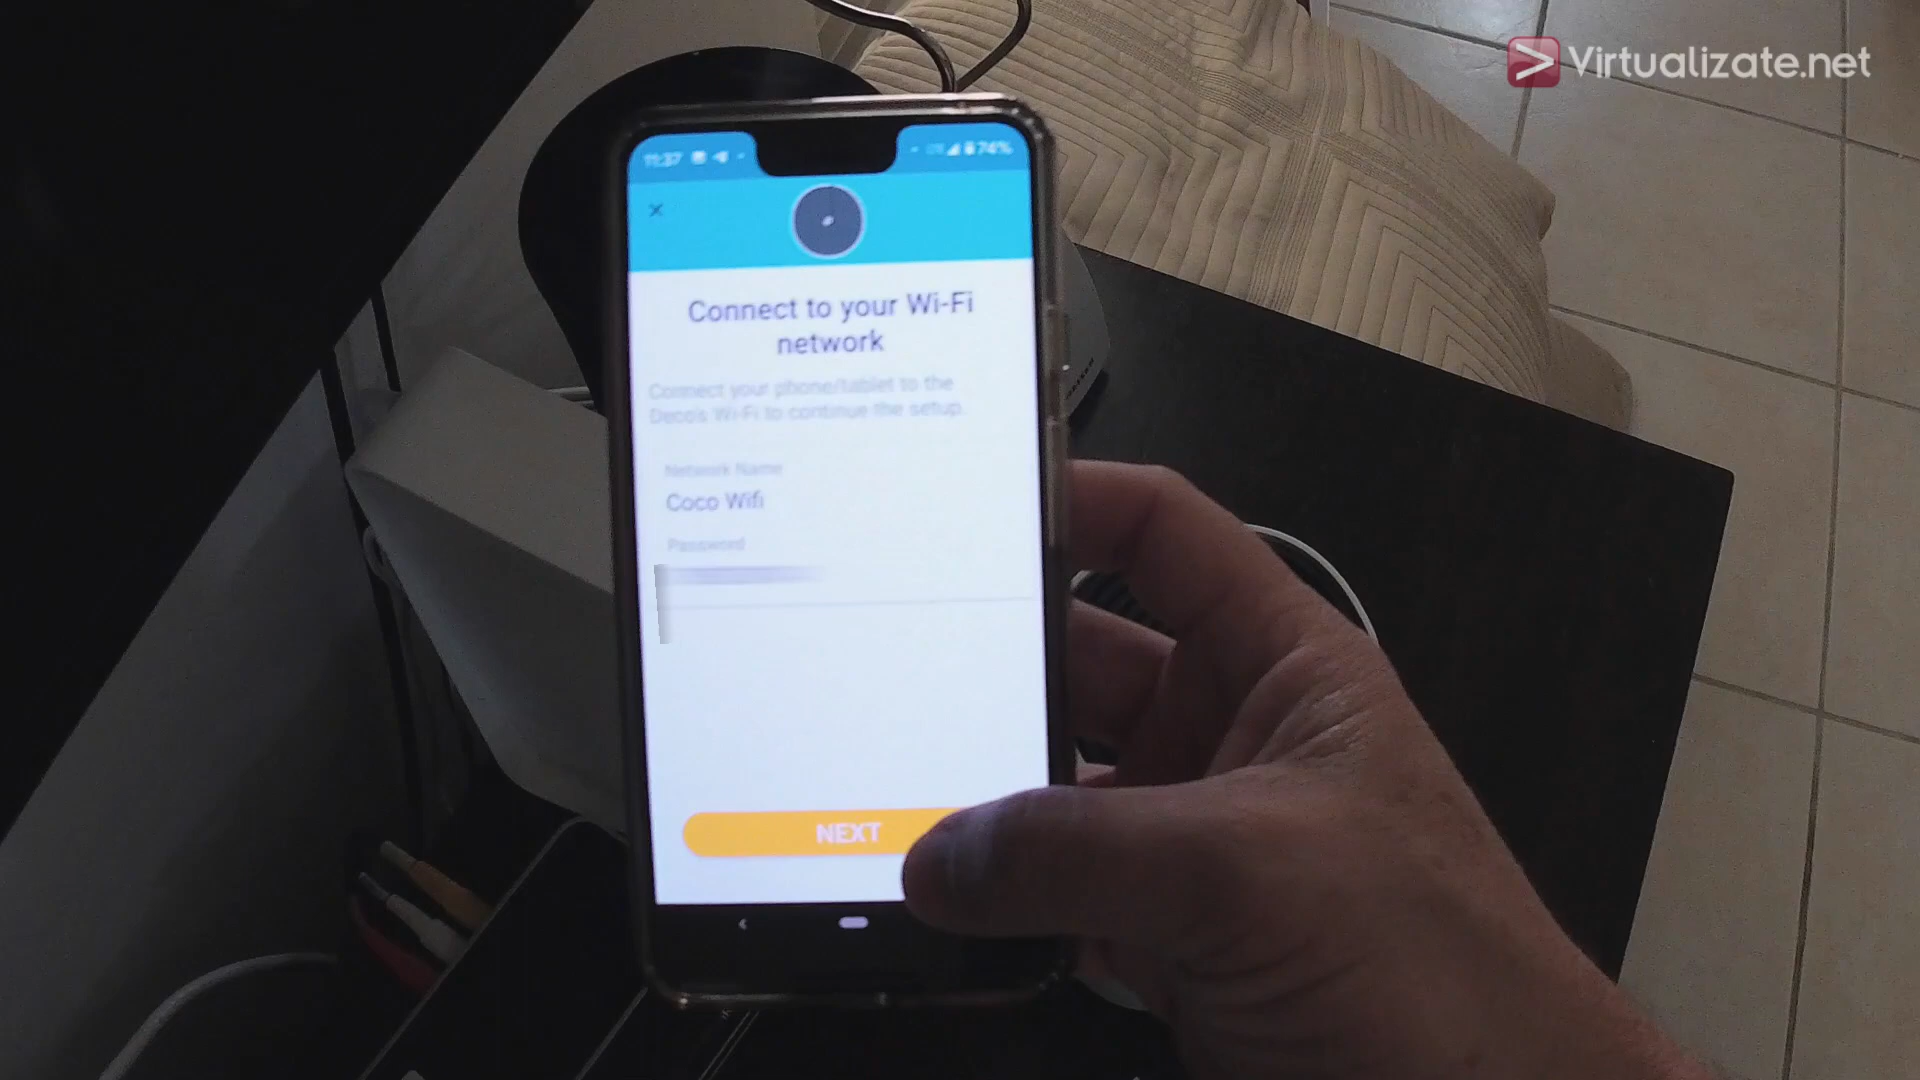 Virtualizate.net
11:37
74%
Connect to your Wi-Fi
network
Connect your phone/tablet to the
Deco's Wi-Fi to continue the setup.
Network Name
Coco Wifi
Password
NEXT